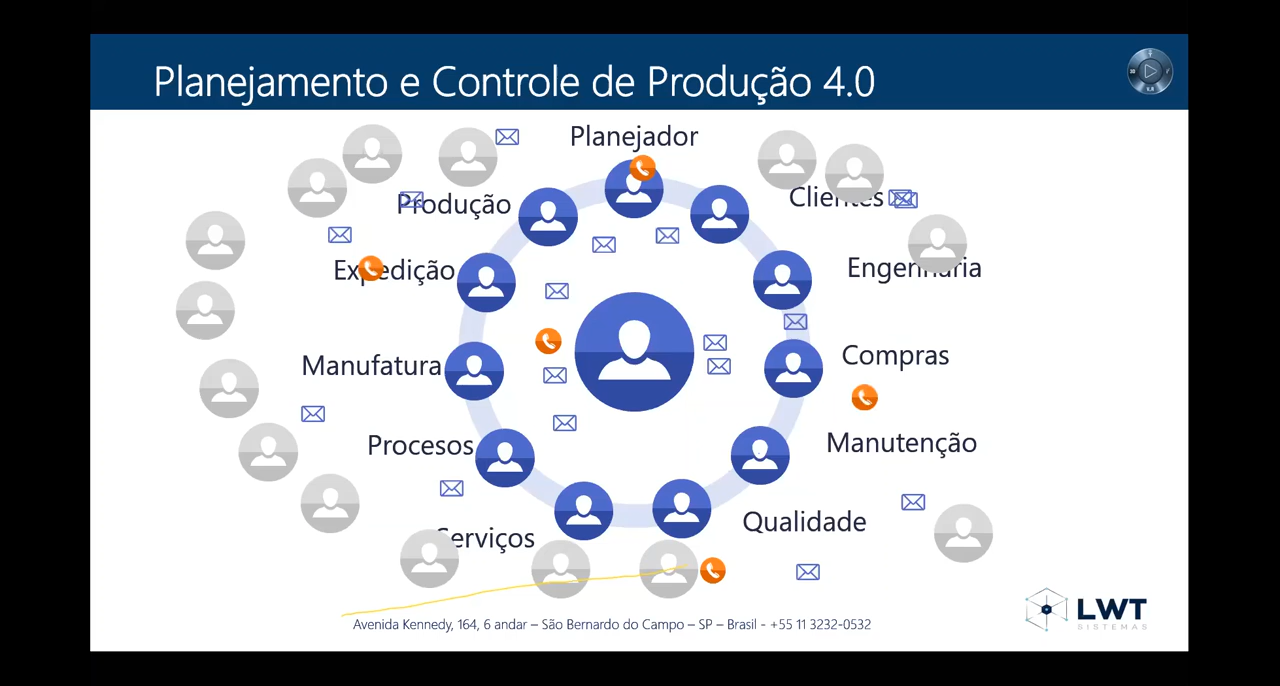 Planejamento e Controle de Produção 4.0
Planejador
Produção
Clientes
Expedição
Engenharia
Manufatura
Compras
Procesos
Manutenção
Serviços
Qualidade
Avenida Kennedy, 164, 6 andar – São Bernardo do Campo – SP – Brasil - +55 11 3232-0532
LWT
SISTEMAS